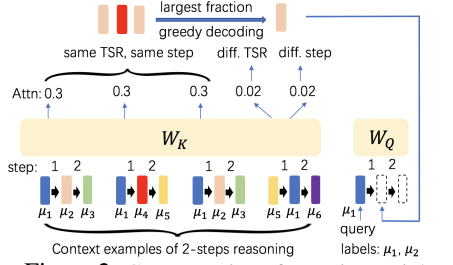 largest fraction
greedy decoding
same TSR, same step diff. TSR diff. step
Attn: 0.3 0.3 0.3 0.02 0.02
W_K W_Q
step: 1 2 1 2 1 2 1 2 1 2
μ₁ μ₂ μ₃ μ₁ μ₄ μ₅ μ₁ μ₂ μ₃ μ₅ μ₁ μ₆ μ₁
query
Context examples of 2-steps reasoning labels: μ₁, μ₂